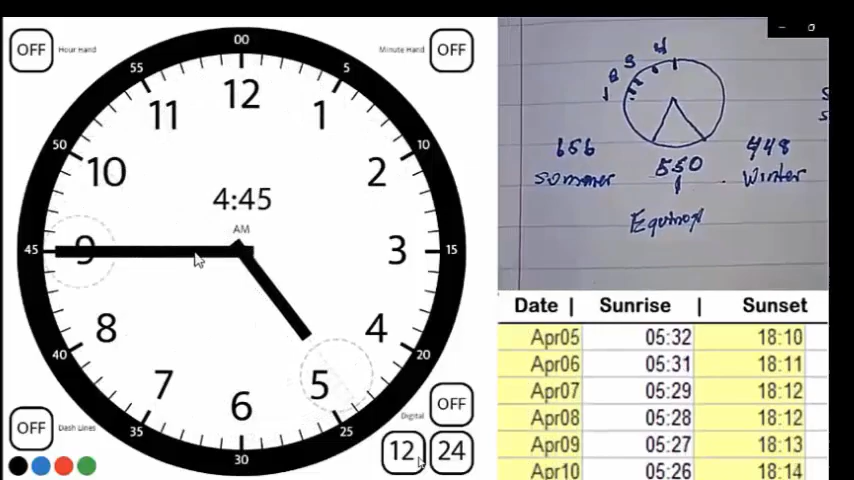 OFF
Hour Hand
Minute Hand
OFF
00
55
5
12
11
1
50
10
10
2
4:45
AM
45
9
3
15
8
4
40
20
7
5
6
35
25
30
OFF
Dash Lines
Digital
OFF
12
24
656
550
448
Sommer
Winter
Equinox
Date | Sunrise | Sunset
Apr05 05:32 18:10
Apr06 05:31 18:11
Apr07 05:29 18:12
Apr08 05:28 18:12
Apr09 05:27 18:13
Apr10 05:26 18:14